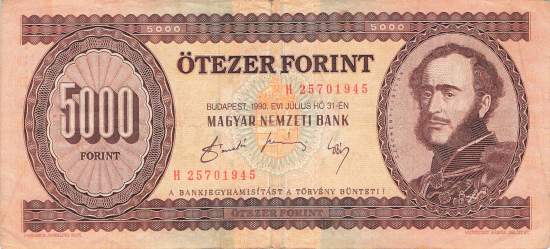 5000
5000
ÖTEZER FORINT
H 25701945
BUDAPEST, 1990. ÉVI JÚLIUS HÓ 31-ÉN
MAGYAR NEMZETI BANK
5000
FORINT
H 25701945
A BANKJEGYHAMISÍTÁST A TÖRVÉNY BÜNTETI!
ÖTEZER FORINT